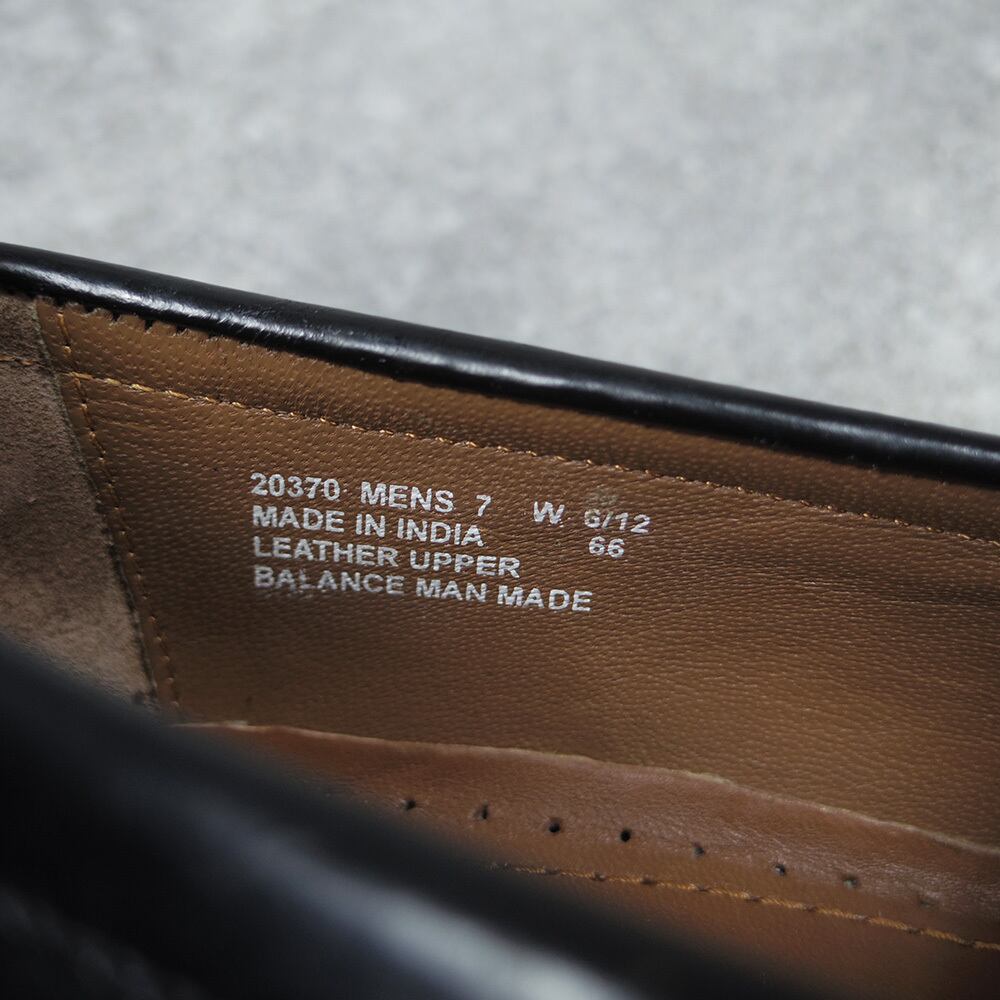 20370 MENS 7 W 6/12
MADE IN INDIA 66
LEATHER UPPER
BALANCE MAN MADE